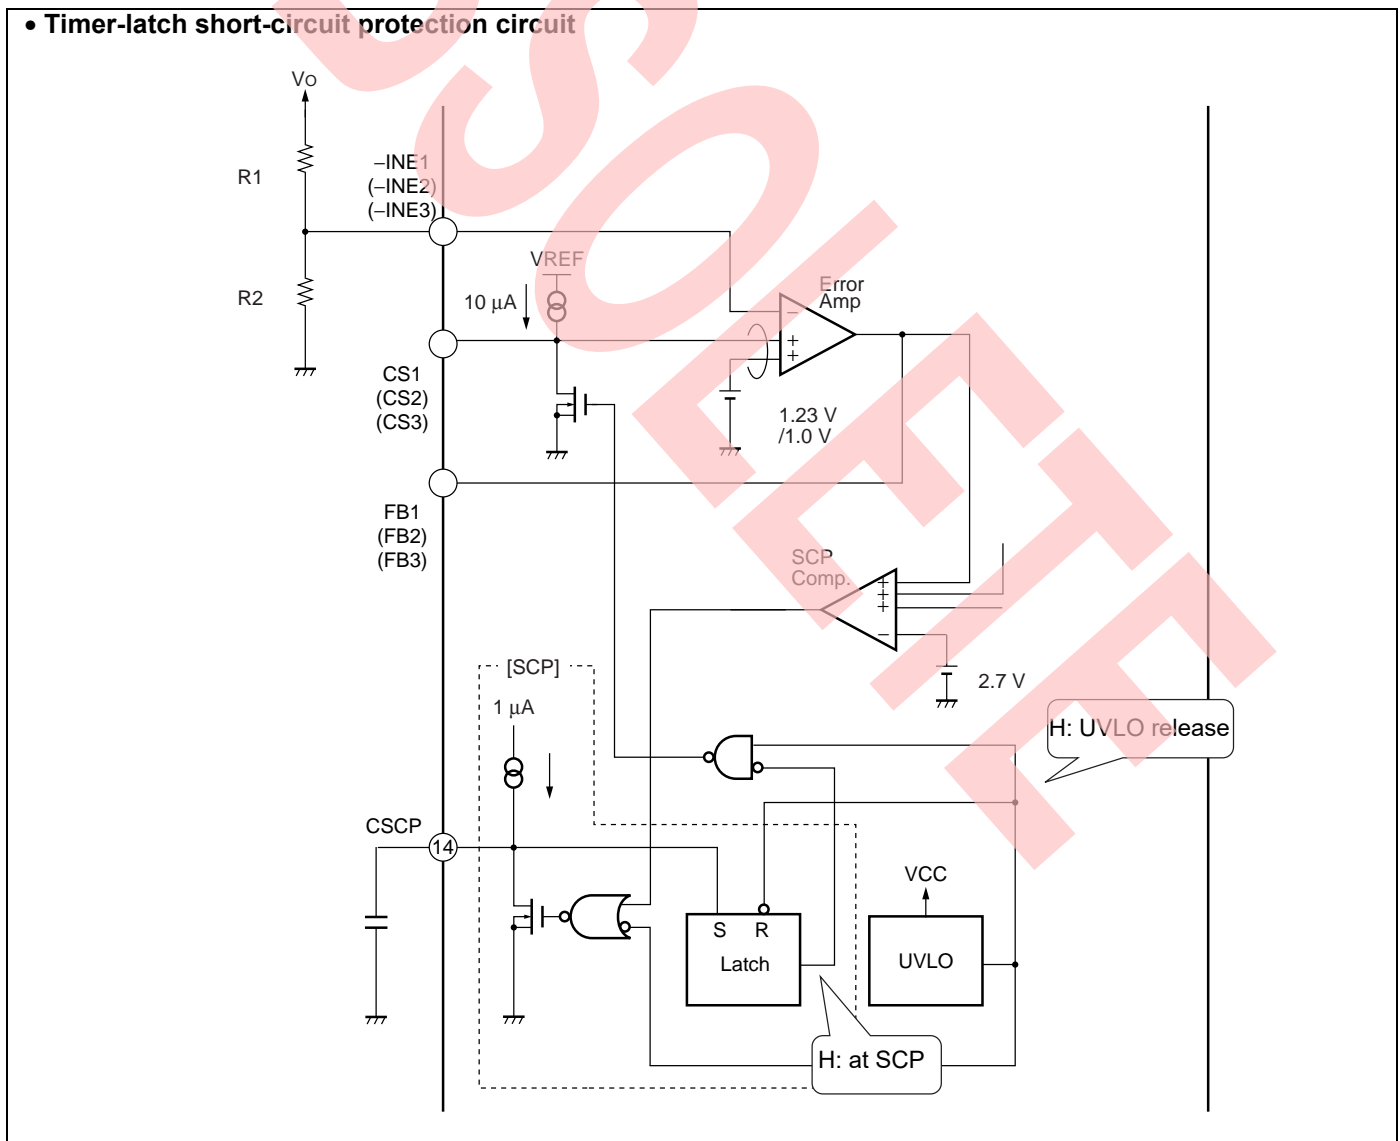 • Timer-latch short-circuit protection circuit
VO
R1
−INE1
(−INE2)
(−INE3)
R2
VREF
10 μA
Error
Amp
−
+
+
CS1
(CS2)
(CS3)
1.23 V
/1.0 V
FB1
(FB2)
(FB3)
SCP
Comp.
+
+
+
−
2.7 V
[SCP]
1 μA
H: UVLO release
CSCP
14
VCC
S R
Latch
UVLO
H: at SCP
OBSOLETE